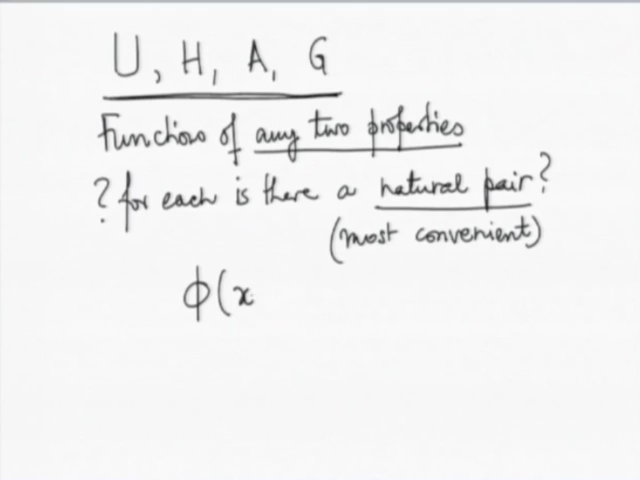 U, H, A, G
Functions of any two properties
? for each is there a natural pair?
(most convenient)
ϕ(x